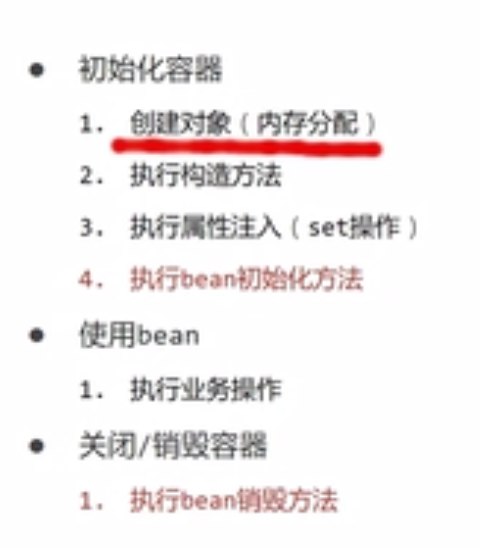 ● 初始化容器
1. 创建对象（内存分配）
2. 执行构造方法
3. 执行属性注入（set操作）
4. 执行bean初始化方法
● 使用bean
1. 执行业务操作
● 关闭/销毁容器
1. 执行bean销毁方法